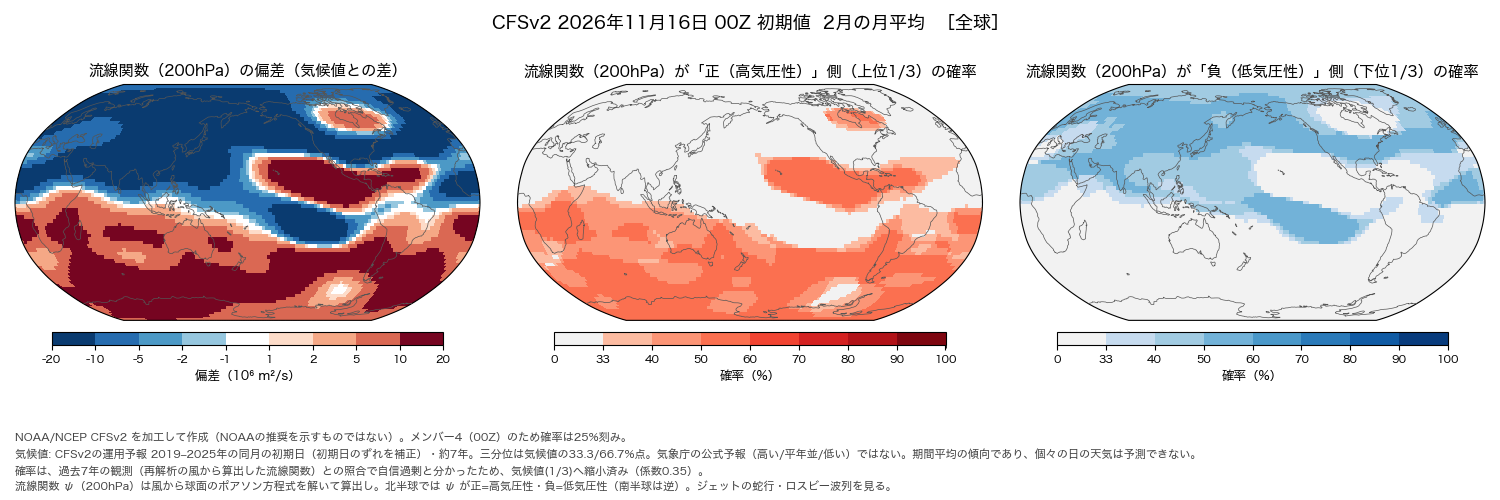 CFSv2 2026年11月16日 00Z 初期値 2月の月平均 ［全球］
流線関数（200hPa）の偏差（気候値との差）
流線関数（200hPa）が「正（高気圧性）」側（上位1/3）の確率
流線関数（200hPa）が「負（低気圧性）」側（下位1/3）の確率
-20 -10 -5 -2 -1 1 2 5 10 20
偏差（10⁶ m²/s）
0 33 40 50 60 70 80 90 100
確率（%）
0 33 40 50 60 70 80 90 100
確率（%）
NOAA/NCEP CFSv2 を加工して作成（NOAAの推奨を示すものではない）。メンバー4（00Z）のため確率は25%刻み。
気候値: CFSv2の運用予報 2019–2025年の同月の初期日（初期日のずれを補正）・約7年。三分位は気候値の33.3/66.7%点。気象庁の公式予報（高い/平年並/低い）ではない。期間平均の傾向であり、個々の日の天気は予測できない。
確率は、過去7年の観測（再解析の風から算出した流線関数）との照合で自信過剰と分かったため、気候値(1/3)へ縮小済み（係数0.35）。
流線関数 ψ（200hPa）は風から球面のポアソン方程式を解いて算出し。北半球では ψ が正=高気圧性・負=低気圧性（南半球は逆）。ジェットの蛇行・ロスビー波列を見る。